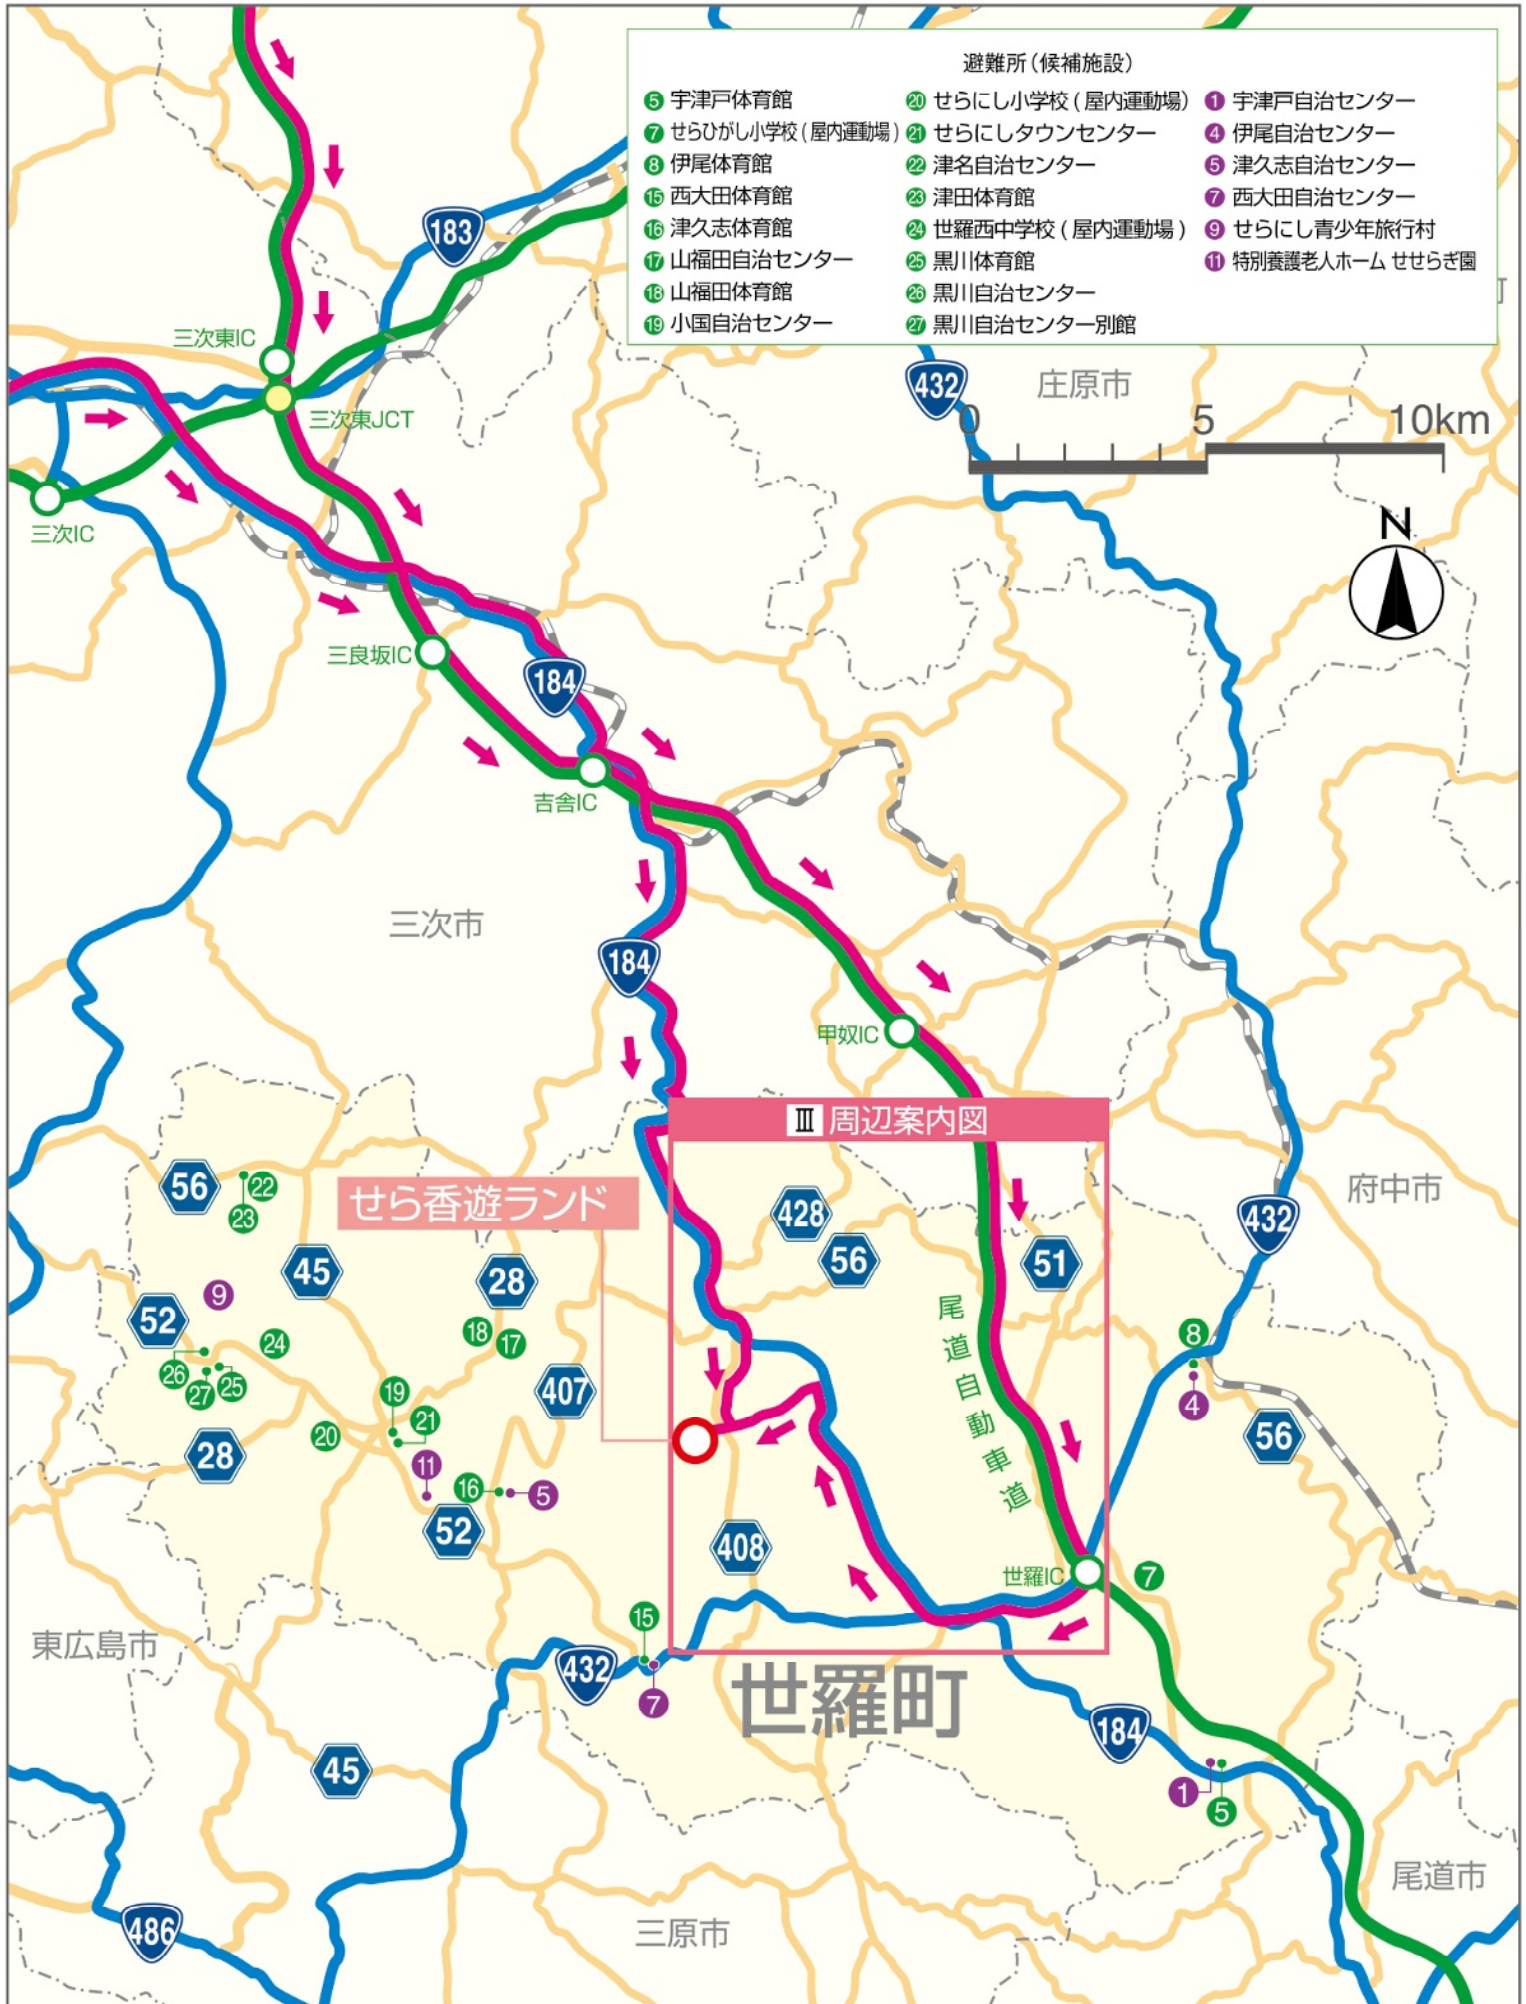 避難所(候補施設)
5 宇津戸体育館
7 せらひがし小学校(屋内運動場)
8 伊尾体育館
15 西大田体育館
16 津久志体育館
17 山福田自治センター
18 山福田体育館
19 小国自治センター
20 せらにし小学校(屋内運動場)
21 せらにしタウンセンター
22 津名自治センター
23 津田体育館
24 世羅西中学校(屋内運動場)
25 黒川体育館
26 黒川自治センター
27 黒川自治センター別館
1 宇津戸自治センター
4 伊尾自治センター
5 津久志自治センター
7 西大田自治センター
9 せらにし青少年旅行村
11 特別養護老人ホーム せせらぎ園
183
三次東IC
三次東JCT
432
庄原市
0 5 10km
三次IC
N
三良坂IC
184
吉舎IC
三次市
184
甲奴IC
Ⅲ 周辺案内図
府中市
56
22
23
せら香遊ランド
428
432
45
28
56
51
9
52
尾道自動車道
18
17
24
8
26
27
25
407
19
4
21
20
56
28
11
16
5
52
408
世羅IC
7
15
東広島市
432
7
世羅町
184
45
1
5
尾道市
486
三原市